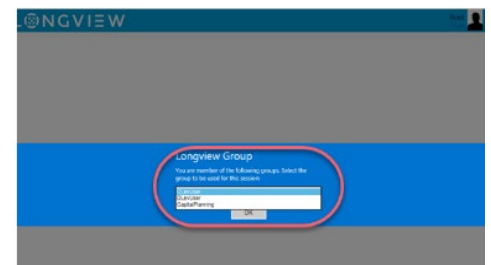 LONGVIEW
Longview Group
You are member of the following groups. Select the
group to be used for this session:
CapitalPlanning
OK